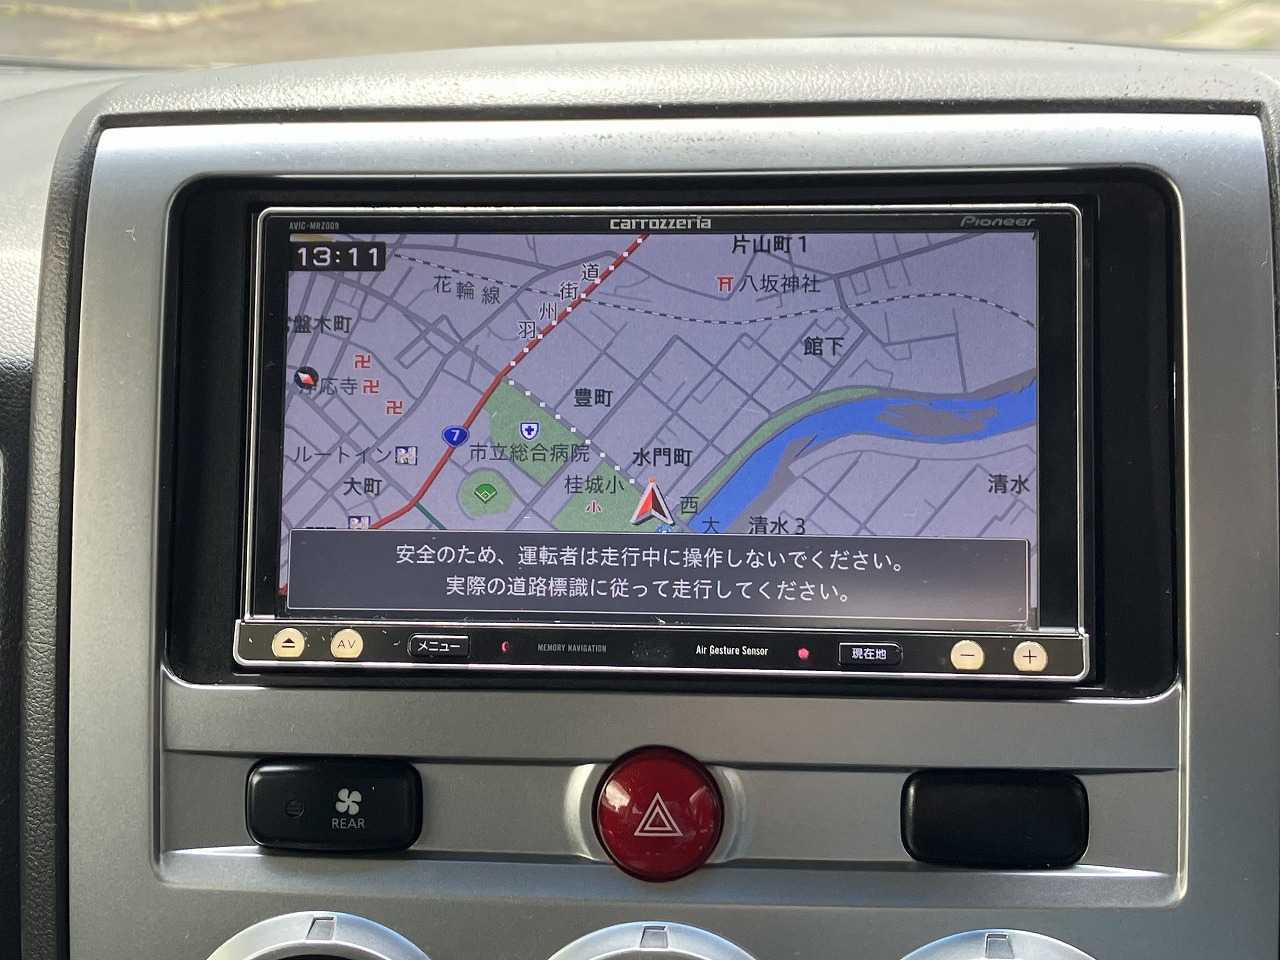 AVIC-MRZ009
carrozzeria
Pioneer
13:11
片山町1
花輪線
羽州街道
八坂神社
盤木町
館下
応寺
豊町
7
ルートイン
市立総合病院
水門町
大町
桂城小
小
西
大
清水
清水3
安全のため、運転者は走行中に操作しないでください。
実際の道路標識に従って走行してください。
AV
メニュー
MEMORY NAVIGATION
Air Gesture Sensor
現在地
−
+
REAR